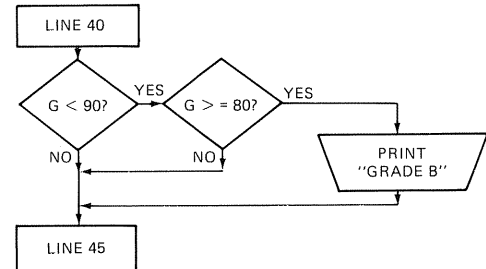 LINE 40
G < 90?
YES
G > = 80?
YES
NO
NO
PRINT
"GRADE B"
LINE 45